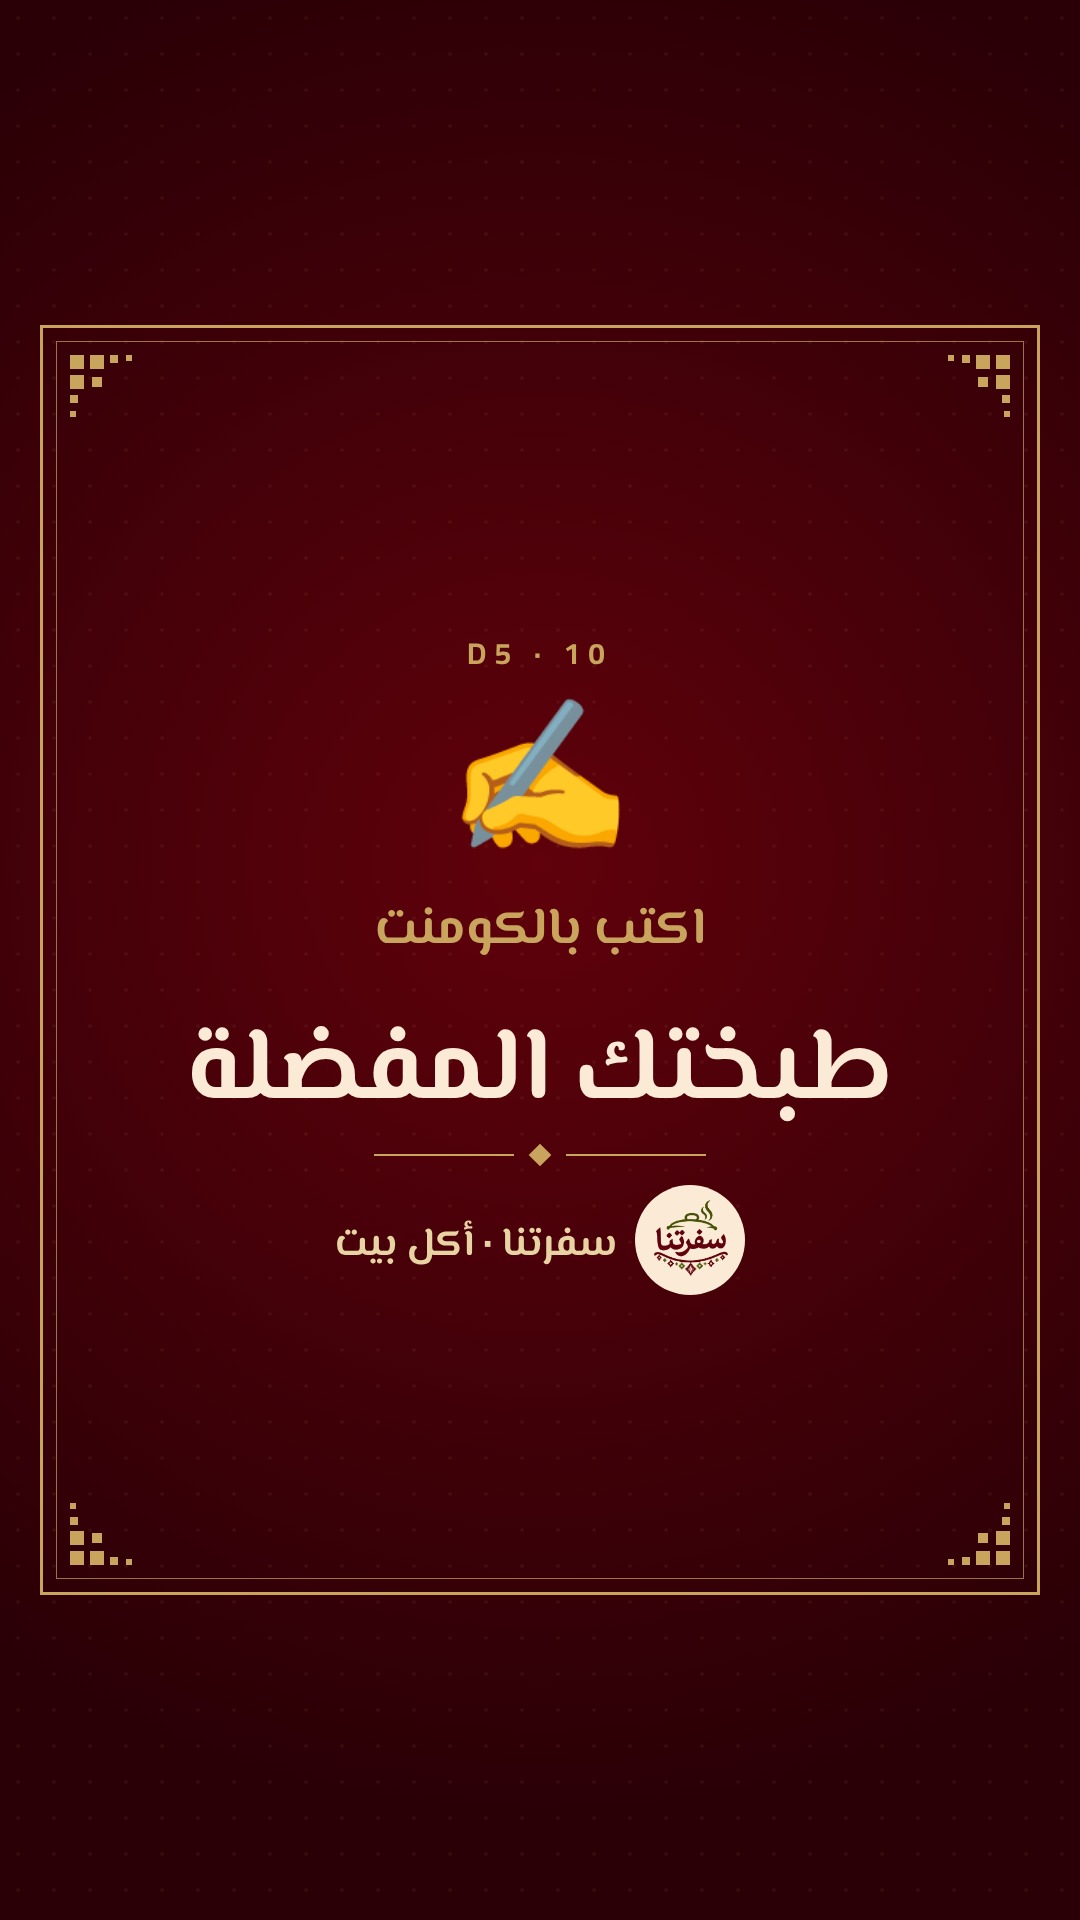 D5 · 10
اكتب بالكومنت
طبختك المفضلة
سفرتنا
سفرتنا · أكل بيت